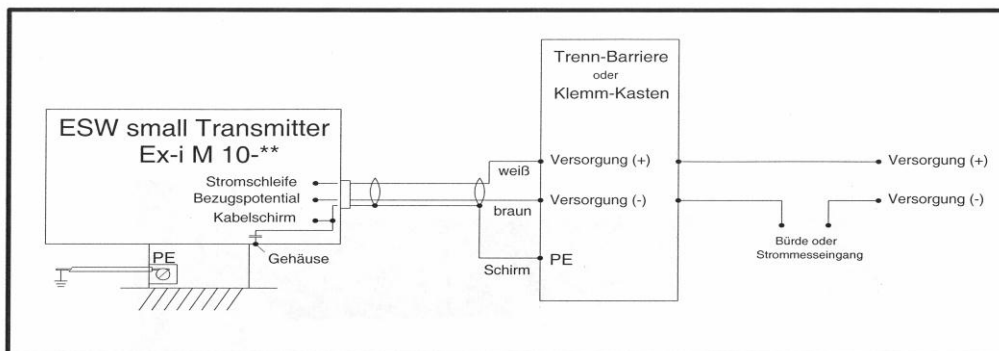 ESW small Transmitter
Ex-i M 10-**
Stromschleife
Bezugspotential
Kabelschirm
PE
Gehäuse
weiß
braun
Schirm
Trenn-Barriere
oder
Klemm-Kasten
Versorgung (+)
Versorgung (-)
PE
Versorgung (+)
Versorgung (-)
Bürde oder
Strommesseingang